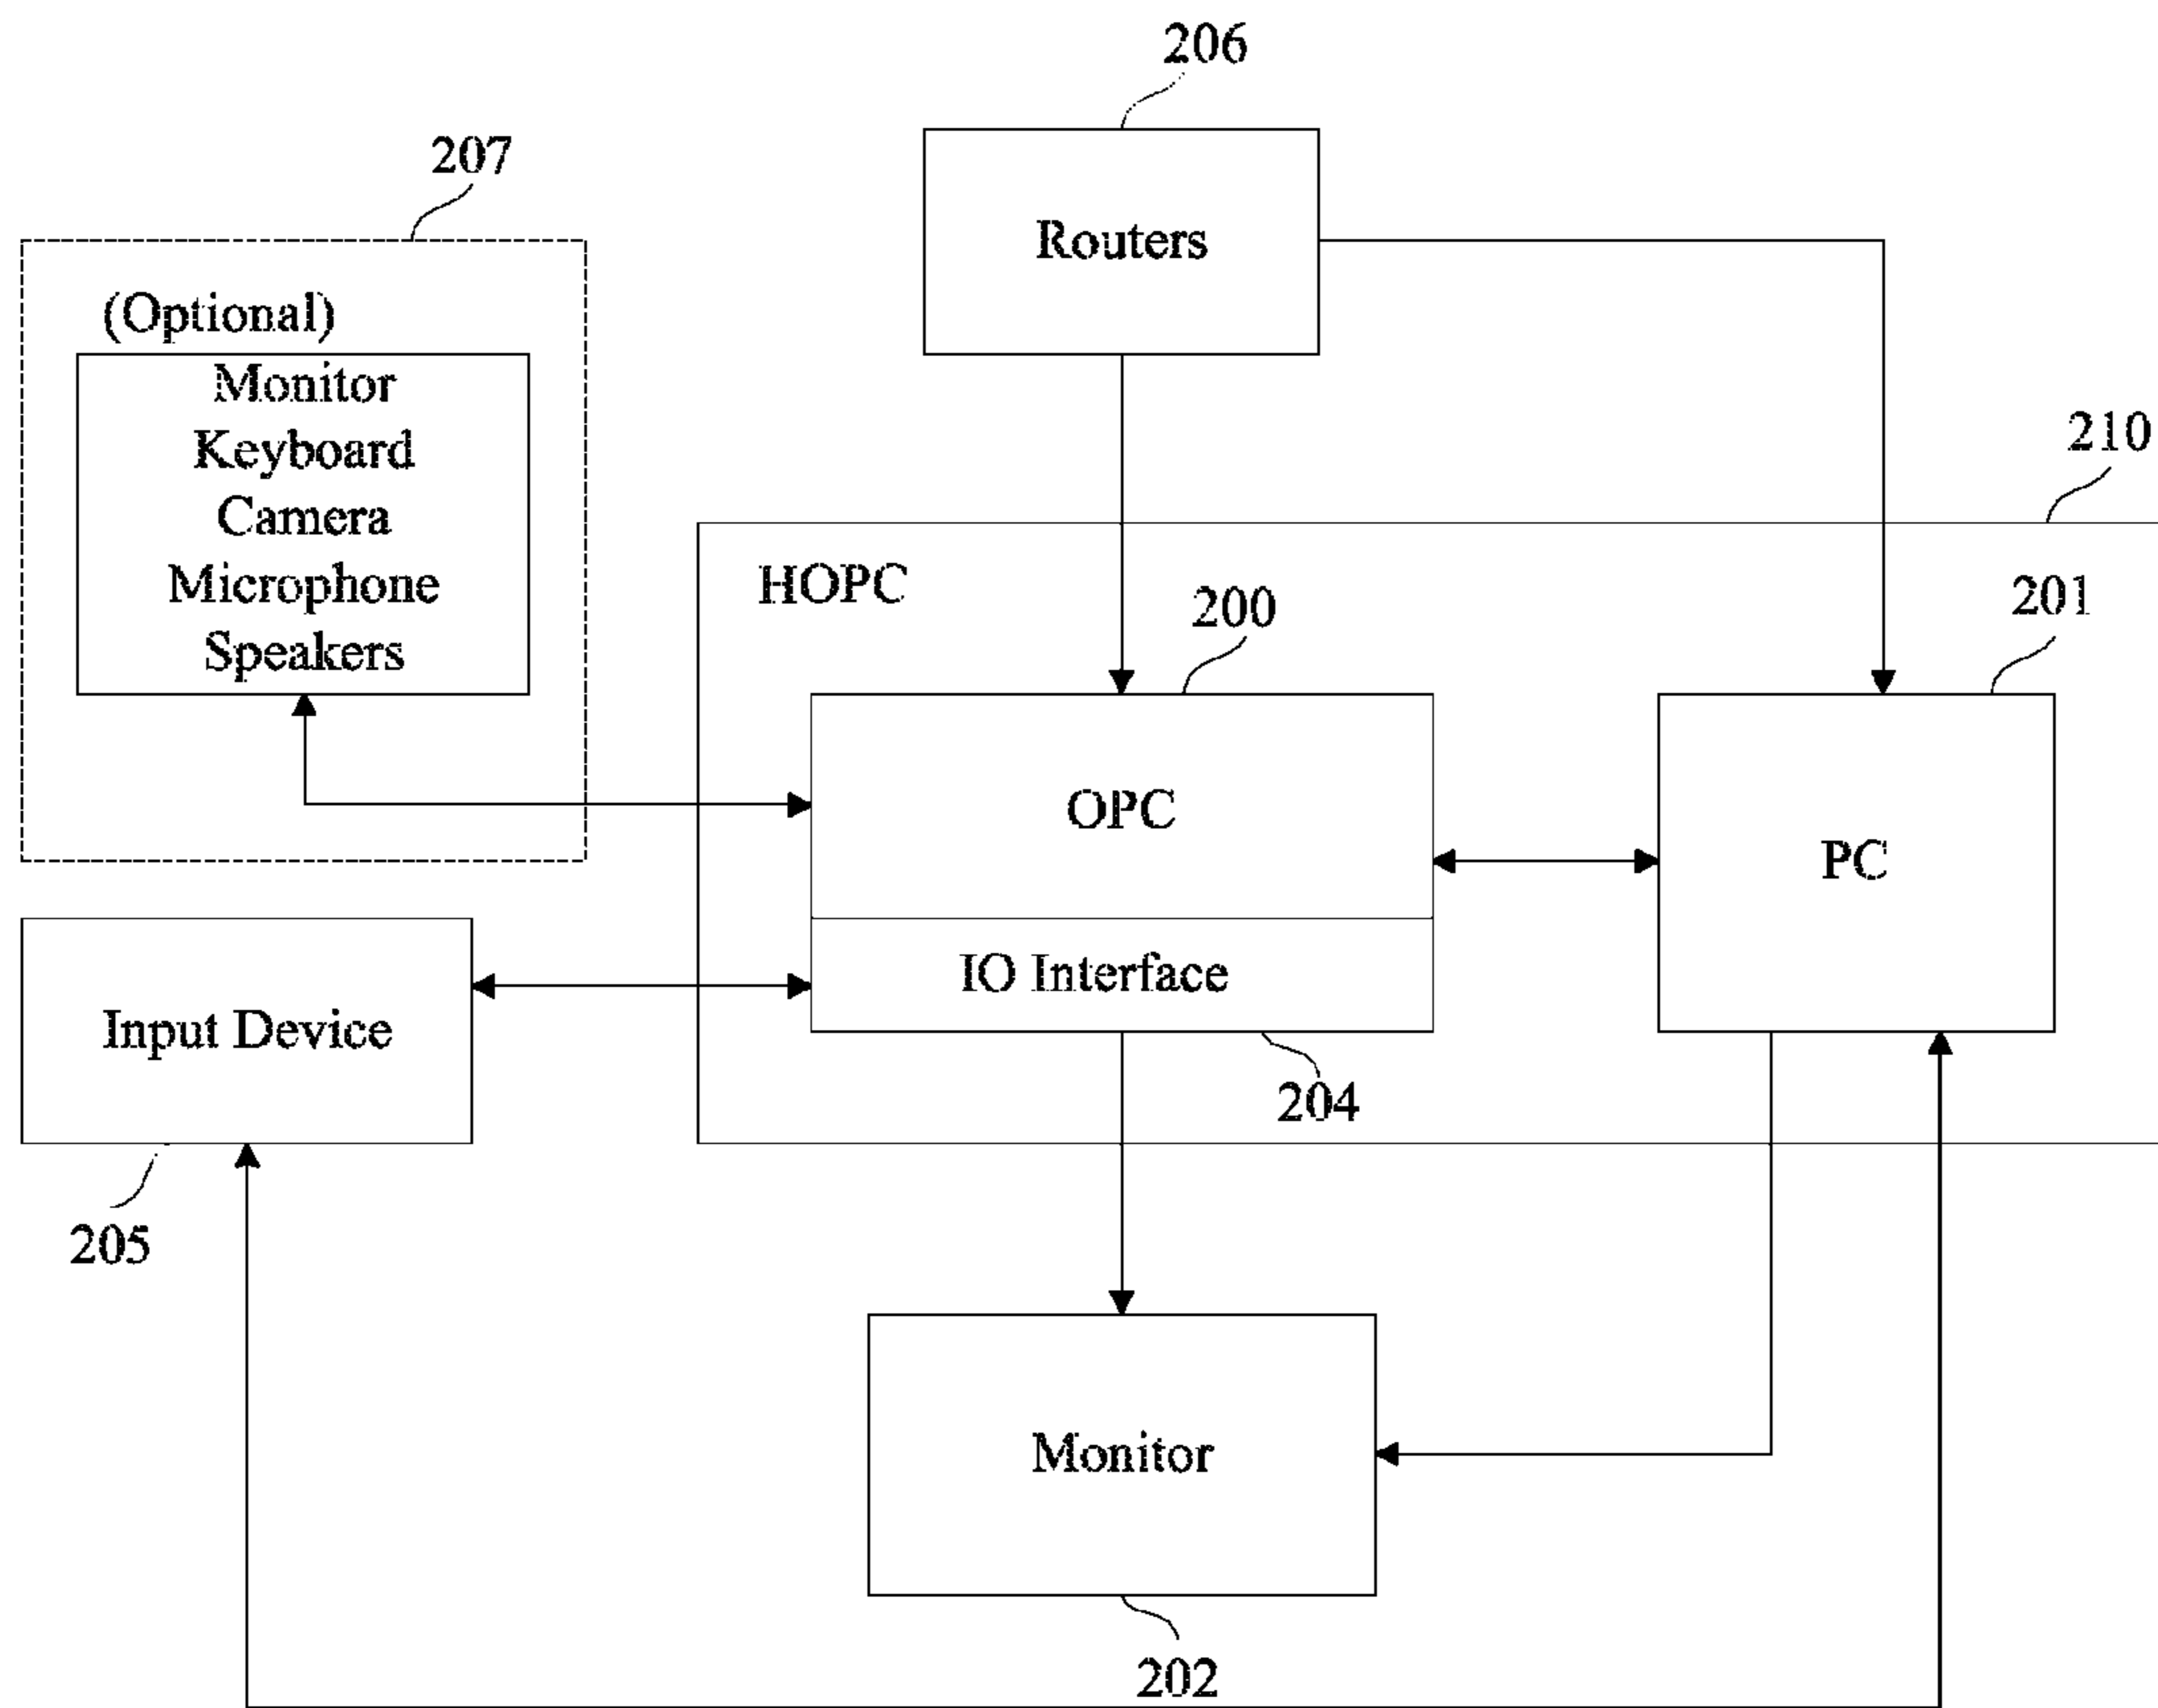 206
207
Routers
(Optional)
Monitor
Keyboard
Camera
Microphone
Speakers
210
HOPC
200
201
OPC
PC
IO Interface
Input Device
204
205
Monitor
202